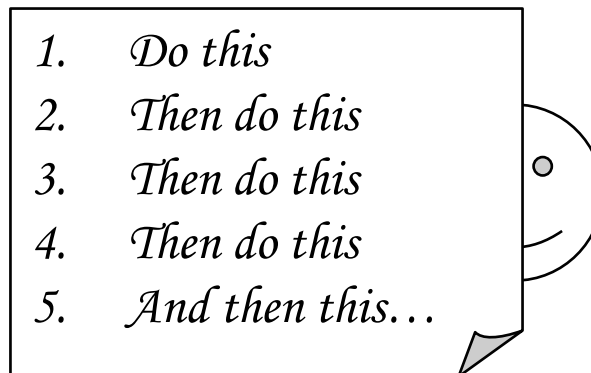 1. Do this
2. Then do this
3. Then do this
4. Then do this
5. And then this…